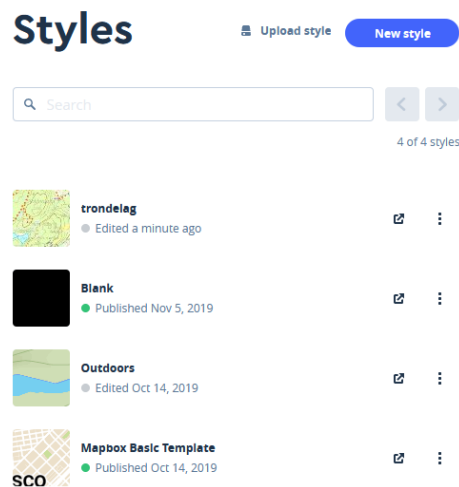 Styles
Upload style
New style
Search
4 of 4 styles
trondelag
Edited a minute ago
Blank
Published Nov 5, 2019
Outdoors
Edited Oct 14, 2019
Mapbox Basic Template
Published Oct 14, 2019
SCO